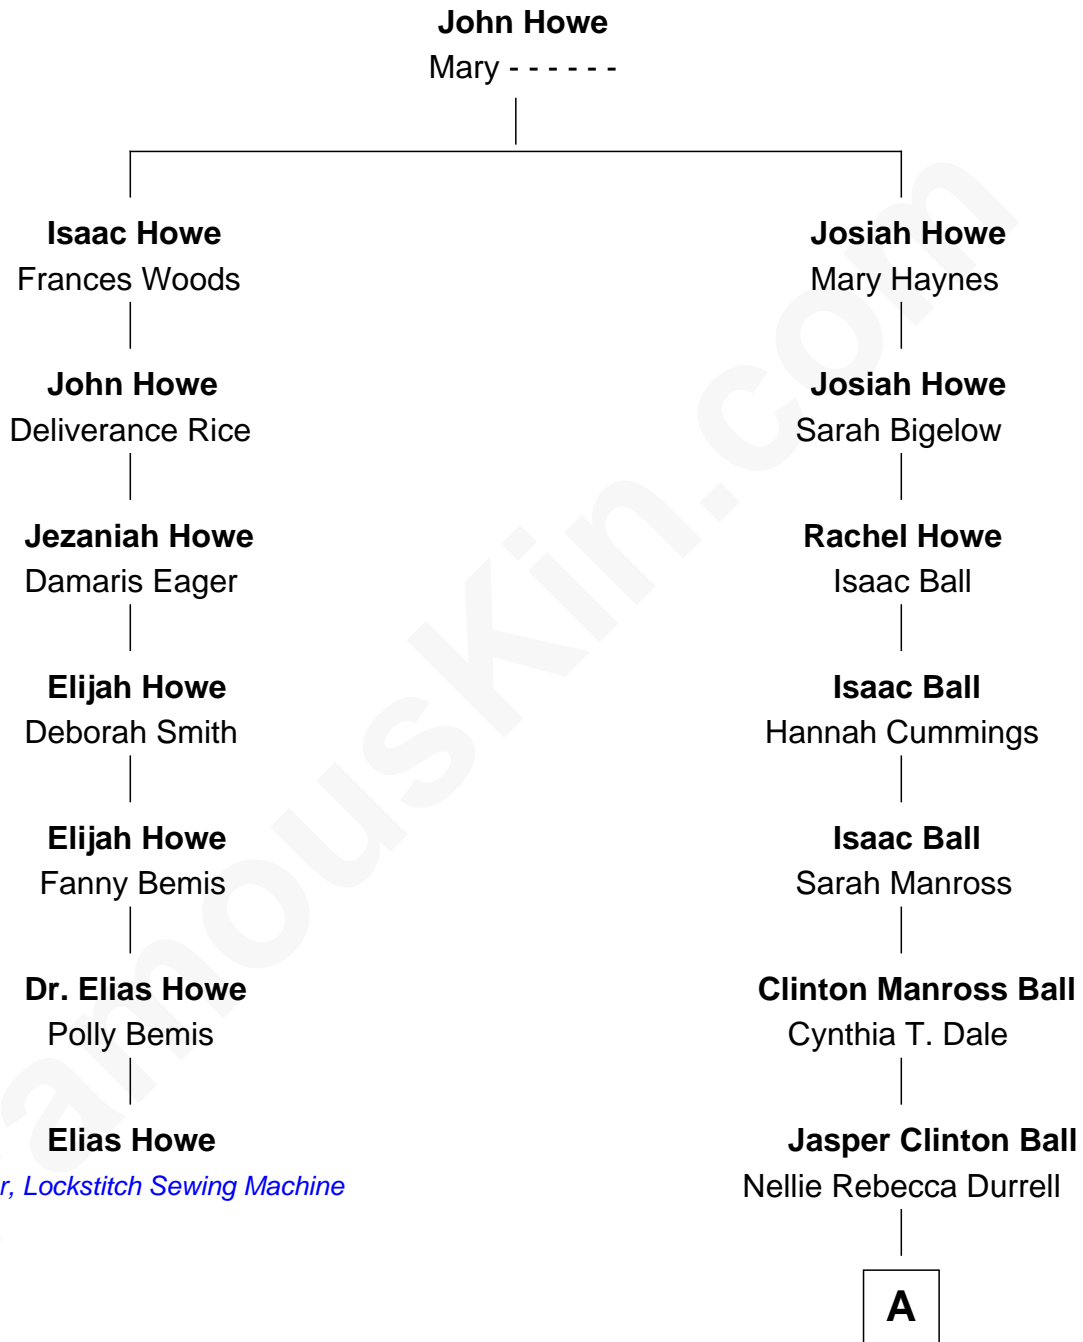 John Howe
Mary - - - - - -
Isaac Howe
Frances Woods
Josiah Howe
Mary Haynes
John Howe
Deliverance Rice
Josiah Howe
Sarah Bigelow
Jezaniah Howe
Damaris Eager
Rachel Howe
Isaac Ball
Elijah Howe
Deborah Smith
Isaac Ball
Hannah Cummings
Elijah Howe
Fanny Bemis
Isaac Ball
Sarah Manross
Dr. Elias Howe
Polly Bemis
Clinton Manross Ball
Cynthia T. Dale
Elias Howe
r, Lockstitch Sewing Machine
Jasper Clinton Ball
Nellie Rebecca Durrell
A
amouskin.com